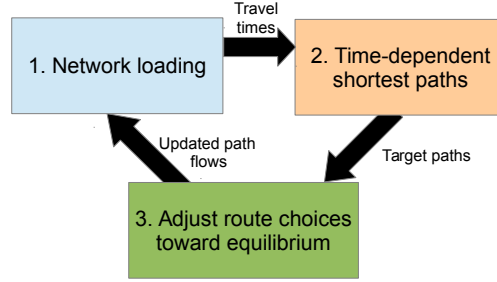 Travel
times
1. Network loading
2. Time-dependent
shortest paths
Updated path
flows
Target paths
3. Adjust route choices
toward equilibrium